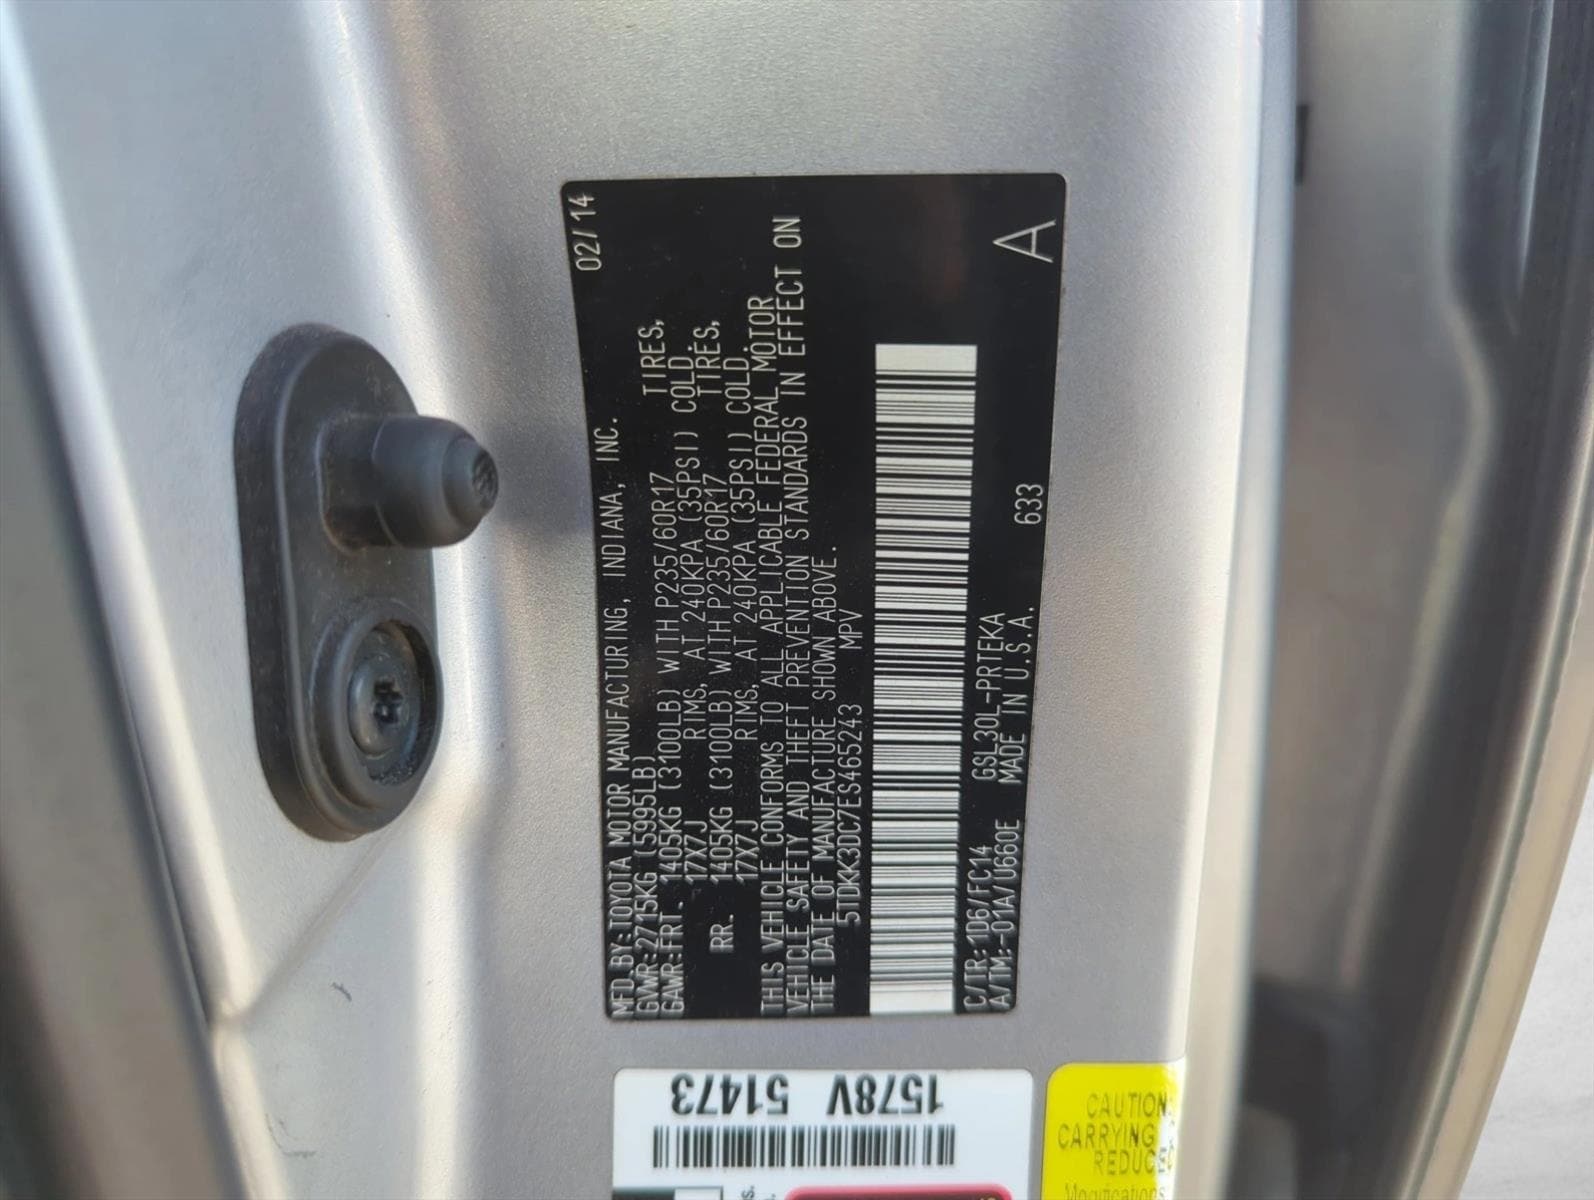 02/14
MFD.BY:TOYOTA MOTOR MANUFACTURING, INDIANA, INC.
GVWR:2715KG (5995LB)
GAWR:FRT. 1405KG (3100LB) WITH P235/60R17 TIRES,
17X7J RIMS, AT 240KPA (35PSI) COLD.
RR. 1405KG (3100LB) WITH P235/60R17 TIRES,
17X7J RIMS, AT 240KPA (35PSI) COLD.
THIS VEHICLE CONFORMS TO ALL APPLICABLE FEDERAL MOTOR
VEHICLE SAFETY AND THEFT PREVENTION STANDARDS IN EFFECT ON
THE DATE OF MANUFACTURE SHOWN ABOVE.
5TDKK3DC7ES465243 MPV
C/TR:1D6/FC14 GSL30L-PRTEKA
A/TM:-01A/U660E MADE IN U.S.A. 633
A
1578V 51473
CAUTION
CARRYING
REDUCE
Modifications